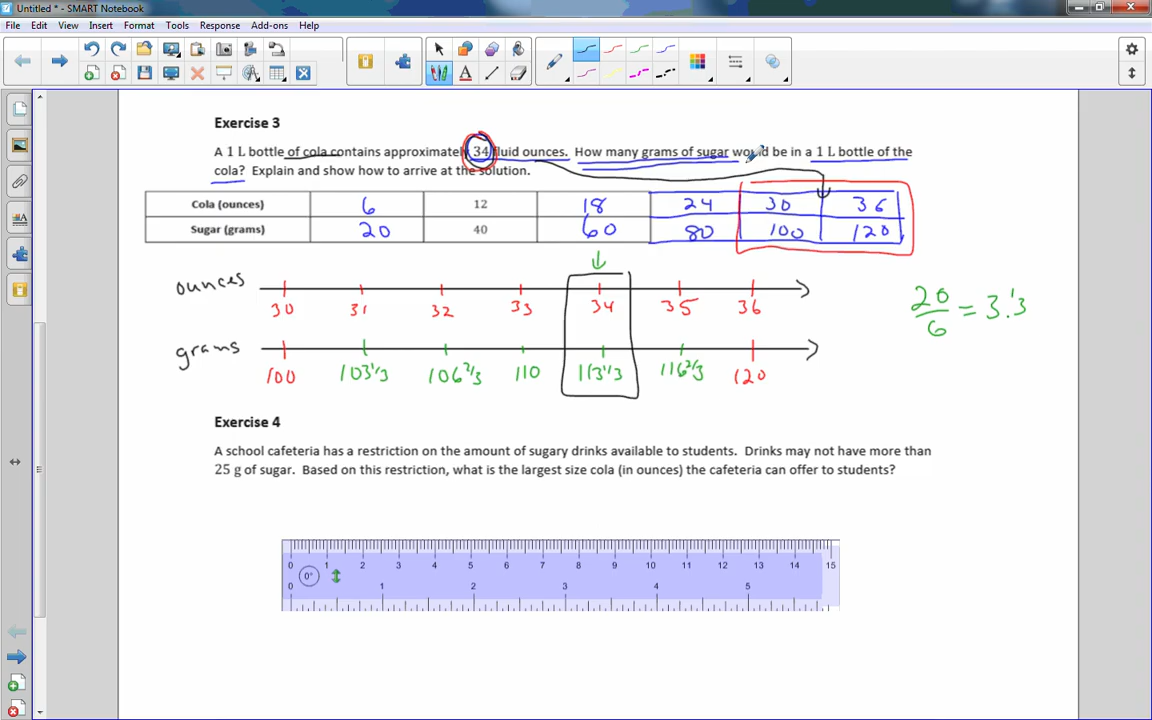 Untitled * - SMART Notebook
File Edit View Insert Format Tools Response Add-ons Help
Exercise 3
A 1 L bottle of cola contains approximately 34 fluid ounces. How many grams of sugar would be in a 1 L bottle of the
cola? Explain and show how to arrive at the solution.
Cola (ounces) 6 12 18 24 30 36
Sugar (grams) 20 40 60 80 100 120
ounces
30 31 32 33 34 35 36
grams
100 103 1/3 106 2/3 110 113 1/3 116 2/3 120
20/6 = 3.'3
Exercise 4
A school cafeteria has a restriction on the amount of sugary drinks available to students. Drinks may not have more than
25 g of sugar. Based on this restriction, what is the largest size cola (in ounces) the cafeteria can offer to students?
0 1 2 3 4 5 6 7 8 9 10 11 12 13 14 15
0°
0 1 2 3 4 5